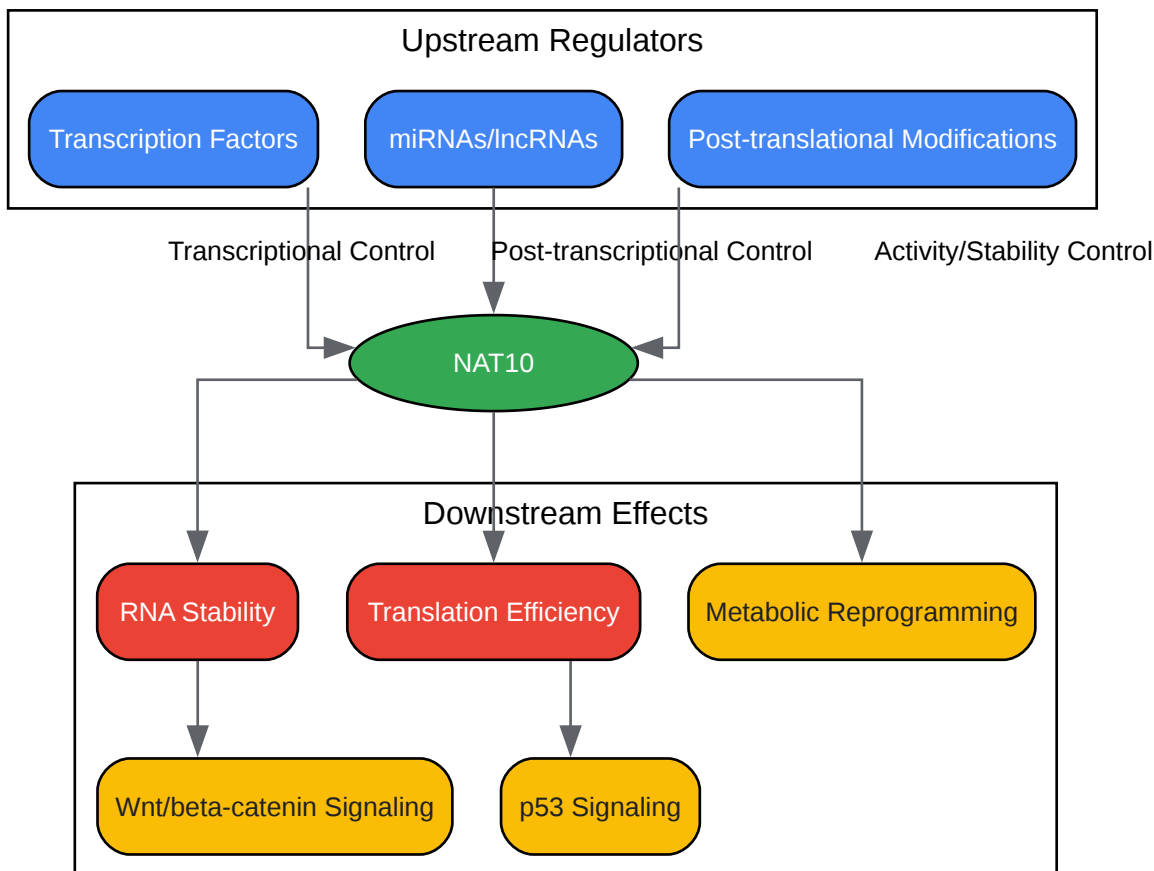 Upstream Regulators
Transcription Factors
miRNAs/lncRNAs
Post-translational Modifications
Transcriptional Control
Post-transcriptional Control
Activity/Stability Control
NAT10
Downstream Effects
RNA Stability
Translation Efficiency
Metabolic Reprogramming
Wnt/beta-catenin Signaling
p53 Signaling